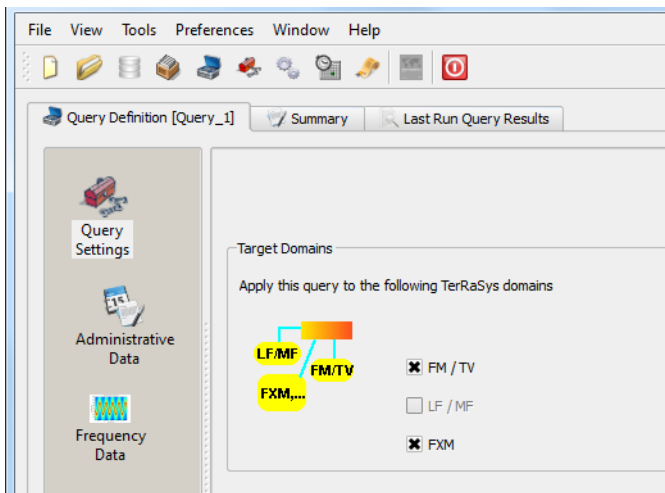 File View Tools Preferences Window Help
Query Definition [Query_1] Summary Last Run Query Results
Query
Settings
Administrative
Data
Frequency
Data
Target Domains
Apply this query to the following TerRaSys domains
LF/MF
FM/TV
FXM,...
FM / TV
LF / MF
FXM